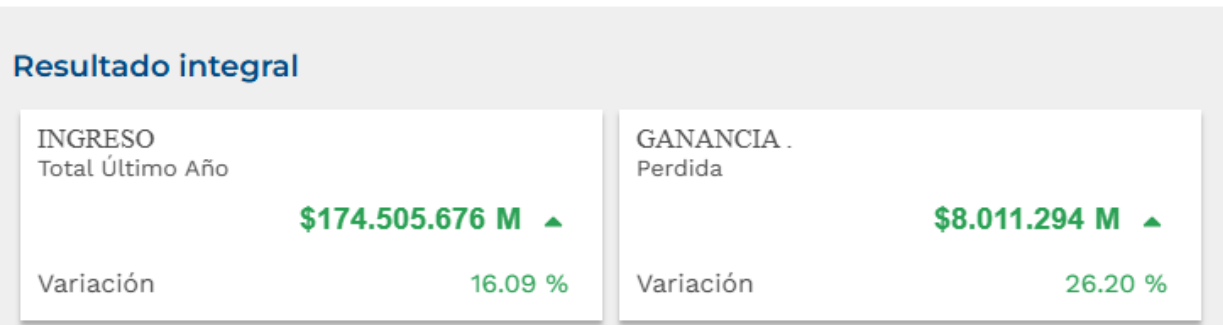 Resultado integral
INGRESO
Total Último Año
$174.505.676 M
Variación 16.09 %
GANANCIA .
Perdida
$8.011.294 M
Variación 26.20 %